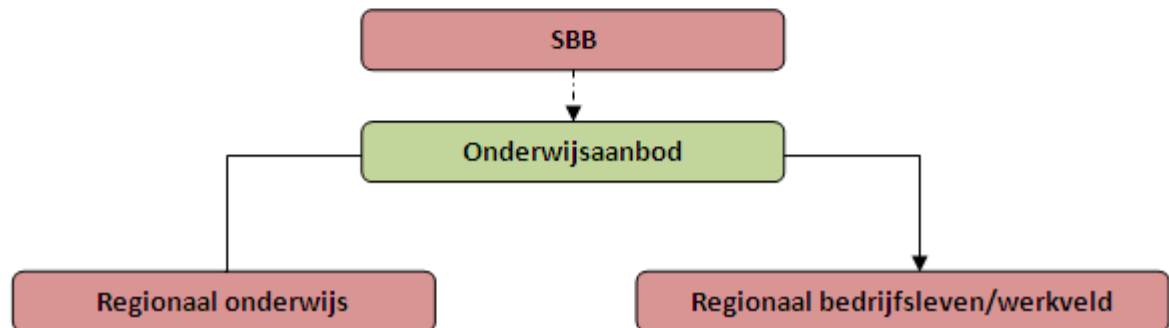 SBB
Onderwijsaanbod
Regionaal onderwijs
Regionaal bedrijfsleven/werkveld